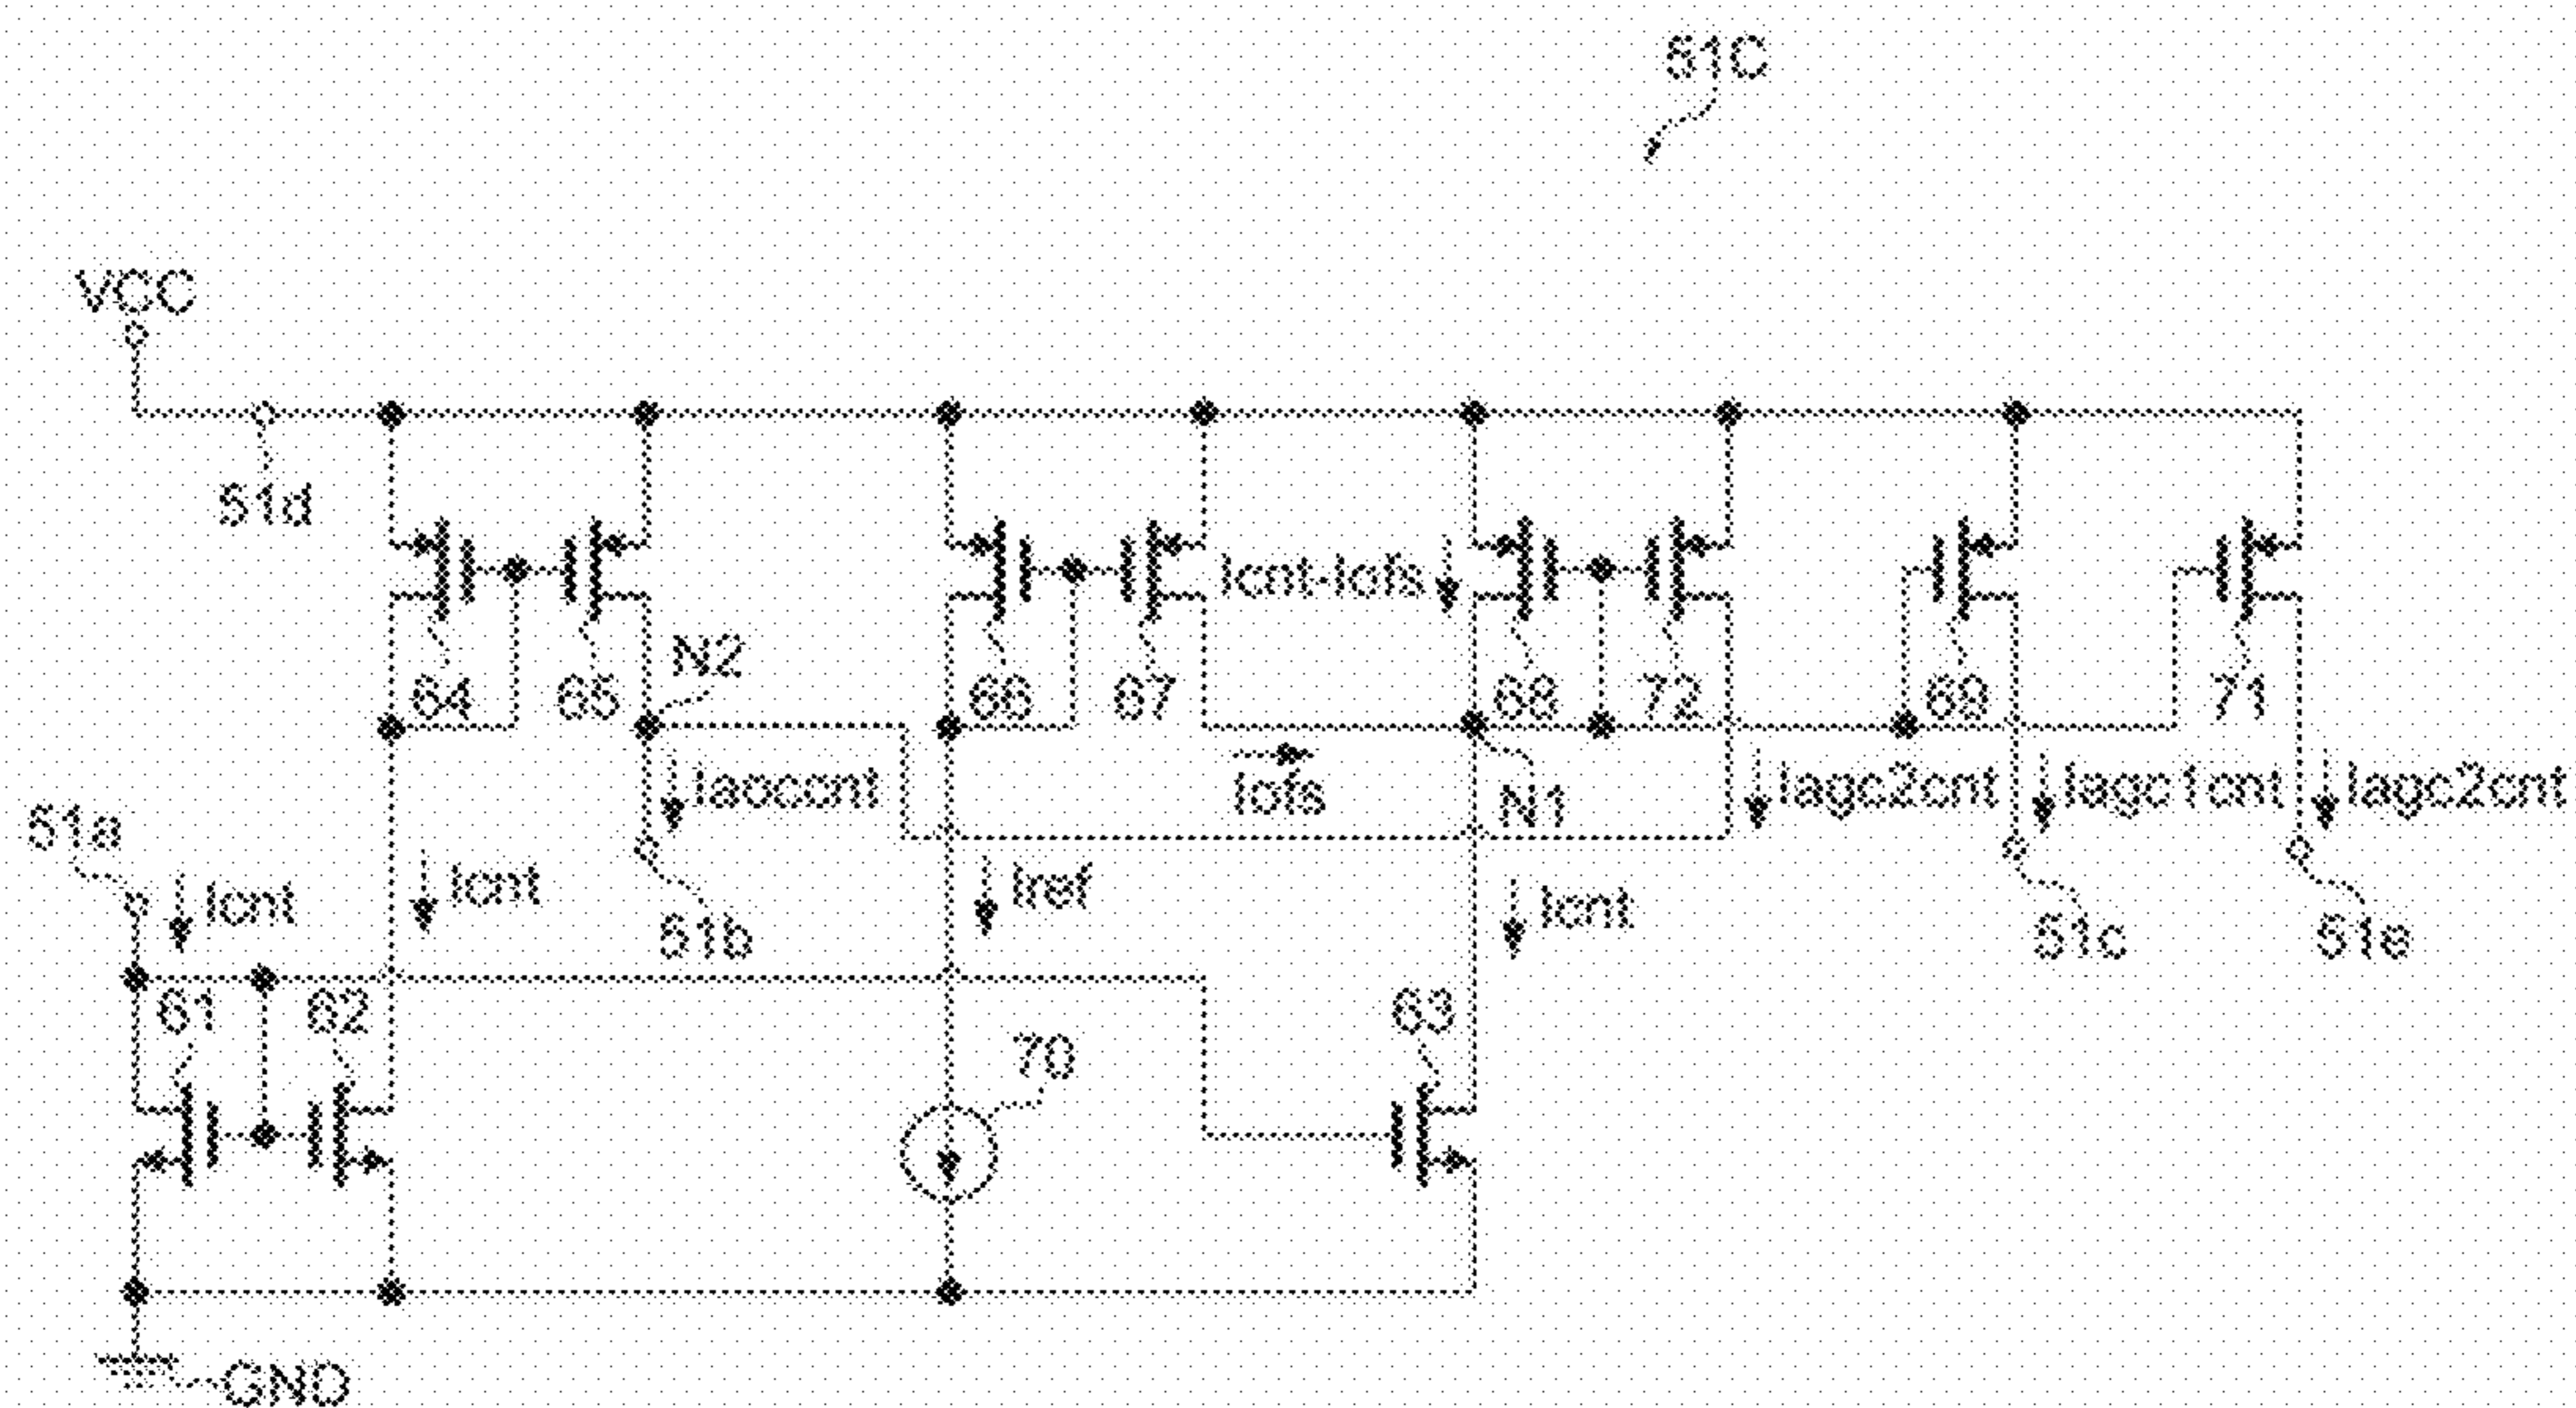 51C
VCC
51d
Icnt-Iofs
N2
64
65
66
67
68
72
69
71
Iaoccnt
Iofs
N1
Iagc2cnt
Iagc1cnt
Iagc2cnt
51a
Icnt
Icnt
51b
Iref
Icnt
51c
51e
61
62
70
63
GND